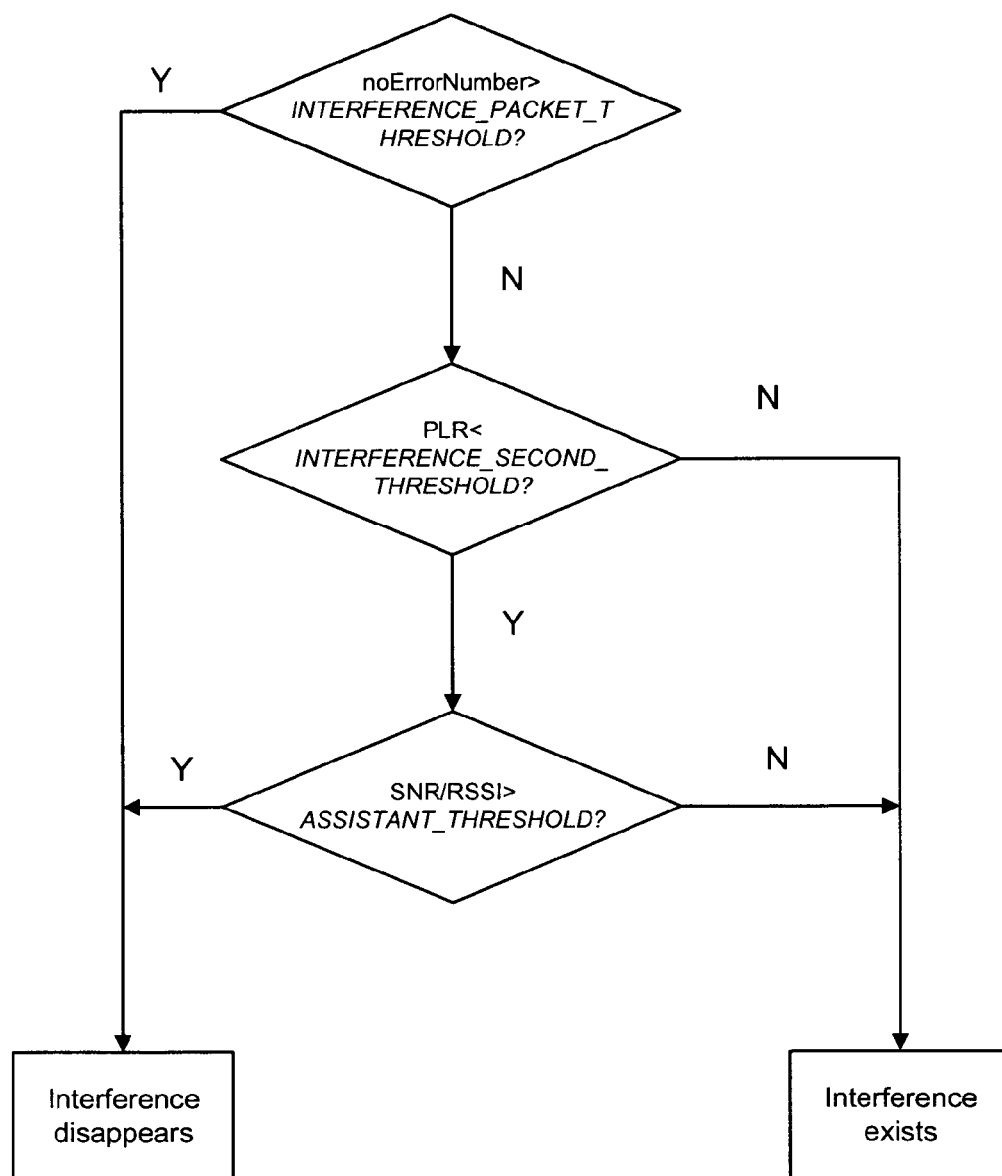 Y
noErrorNumber>
INTERFERENCE_PACKET_T
HRESHOLD?
N
PLR<
INTERFERENCE_SECOND_
THRESHOLD?
N
Y
Y
SNR/RSSI>
ASSISTANT_THRESHOLD?
N
Interference
disappears
Interference
exists